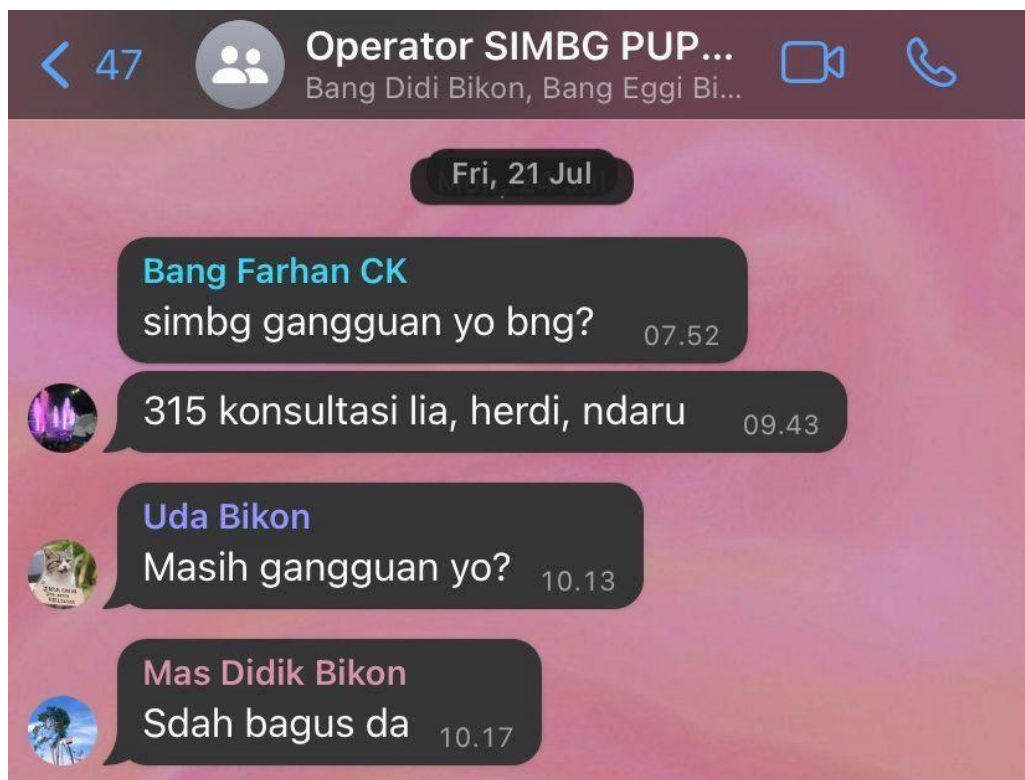 47
Operator SIMBG PUP...
Bang Didi Bikon, Bang Eggi Bi...
Fri, 21 Jul
Bang Farhan CK
simbg gangguan yo bng? 07.52
315 konsultasi lia, herdi, ndaru 09.43
Uda Bikon
Masih gangguan yo? 10.13
Mas Didik Bikon
Sdah bagus da 10.17